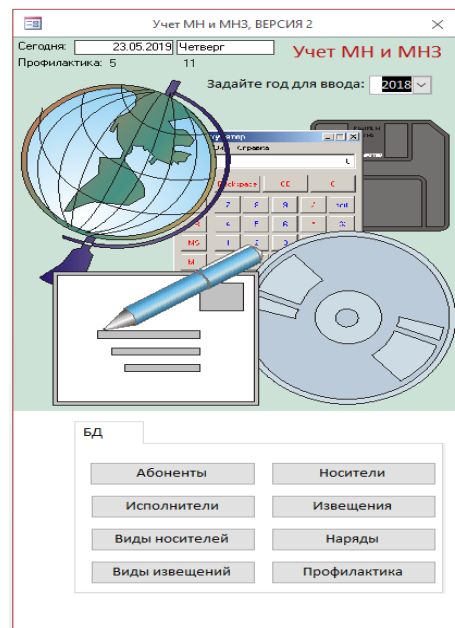 Учет МН и МНЗ, ВЕРСИЯ 2
Сегодня: 23.05.2019 Четверг
Учет МН и МНЗ
Профилактика: 5 11
Задайте год для ввода: 2018
Справка
Backspace CE C
7 8 9 / sqrt
4 5 6 * %
MS 1 2 3
БД
Абоненты Носители
Исполнители Извещения
Виды носителей Наряды
Виды извещений Профилактика